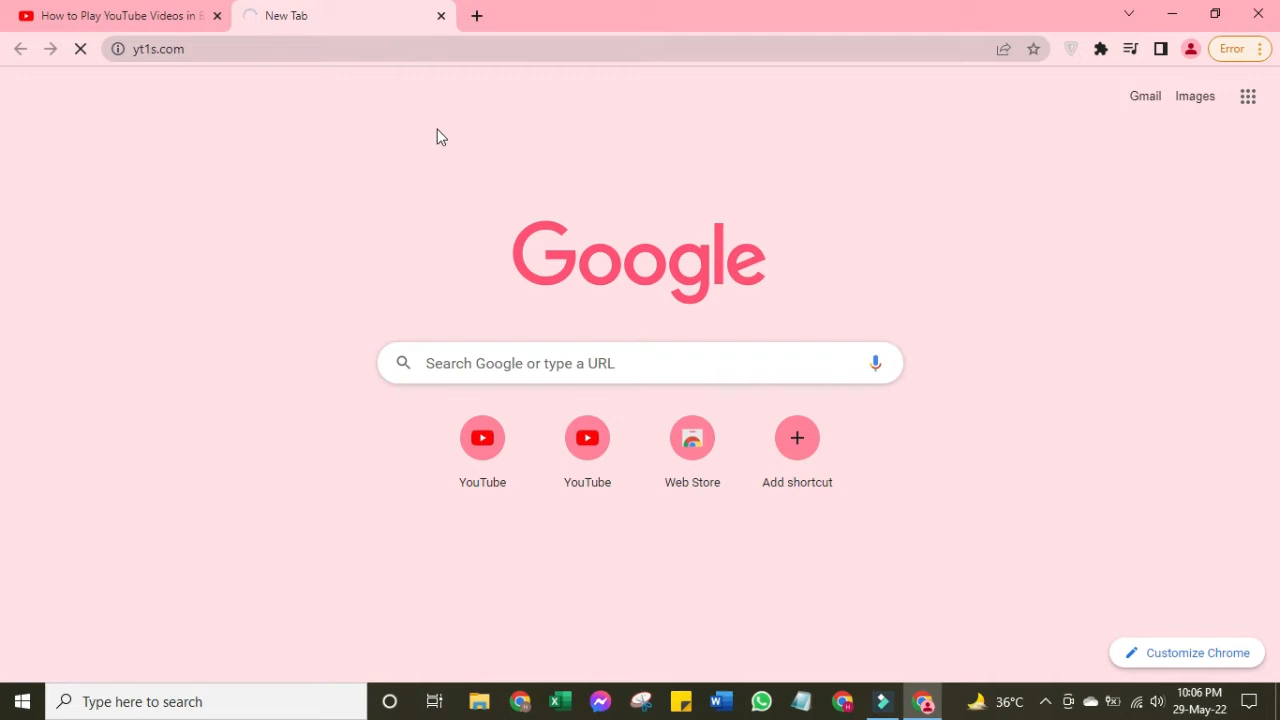 How to Play YouTube Videos in B
New Tab
yt1s.com
Error
Gmail
Images
Google
Search Google or type a URL
YouTube
YouTube
Web Store
Add shortcut
Customize Chrome
Type here to search
36°C
10:06 PM
29-May-22